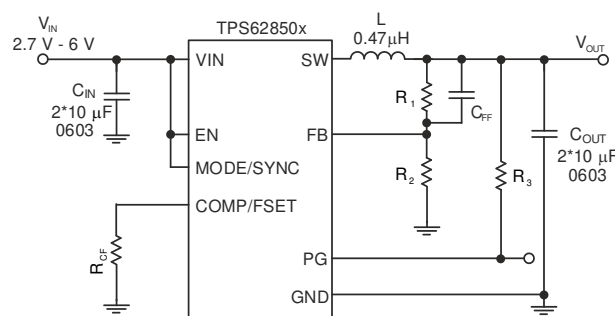 TPS62850x
VIN
2.7 V - 6 V
CIN
2*10 µF
0603
VIN
EN
MODE/SYNC
COMP/FSET
RCF
SW
FB
PG
GND
L
0.47µH
R1
CFF
R2
R3
VOUT
COUT
2*10 µF
0603